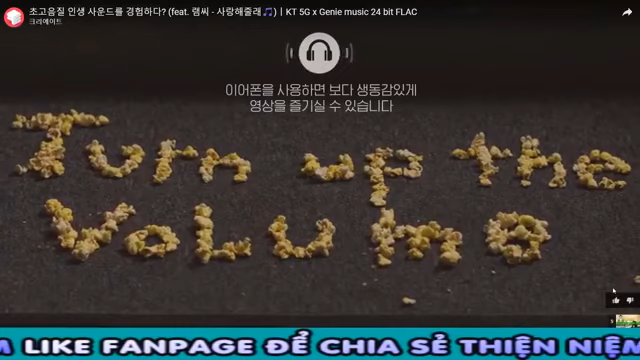 초고음질 인생 사운드를 경험하다? (feat. 램씨 - 사랑해줄래🎵) | KT 5G x Genie music 24 bit FLAC
크리에이트
이어폰을 사용하면 보다 생동감있게
영상을 즐기실 수 있습니다
Turn up the
Volume
LIKE FANPAGE ĐỂ CHIA SẺ THIỆN NIỆM